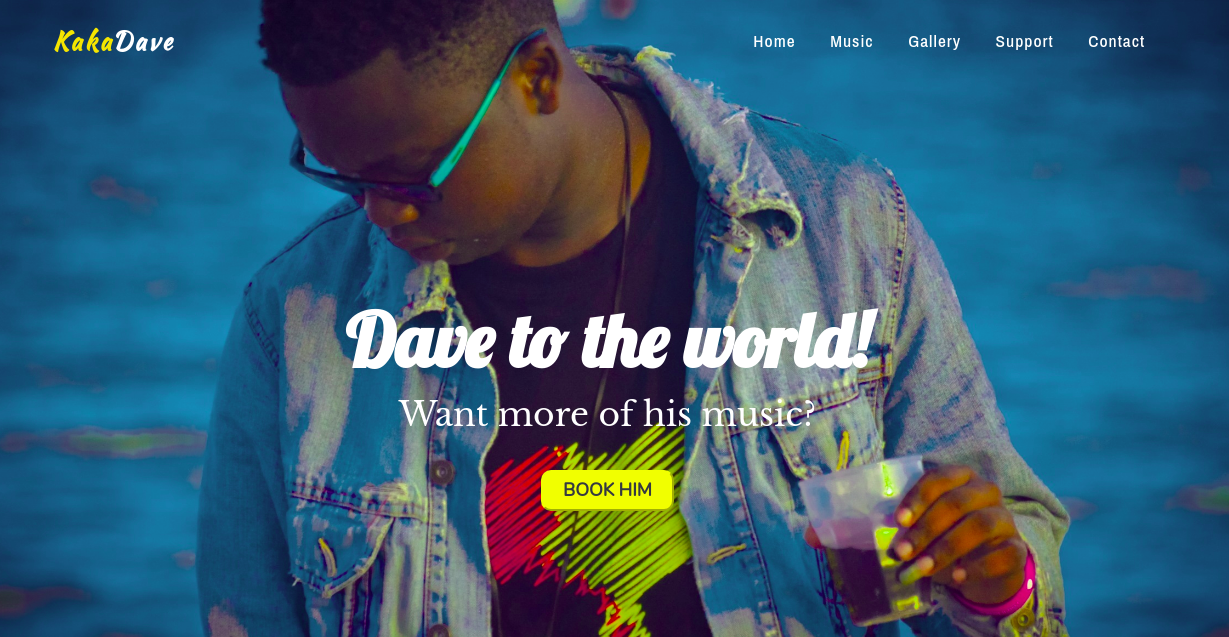 KakaDave
Home Music Gallery Support Contact
Dave to the world!
Want more of his music?
BOOK HIM